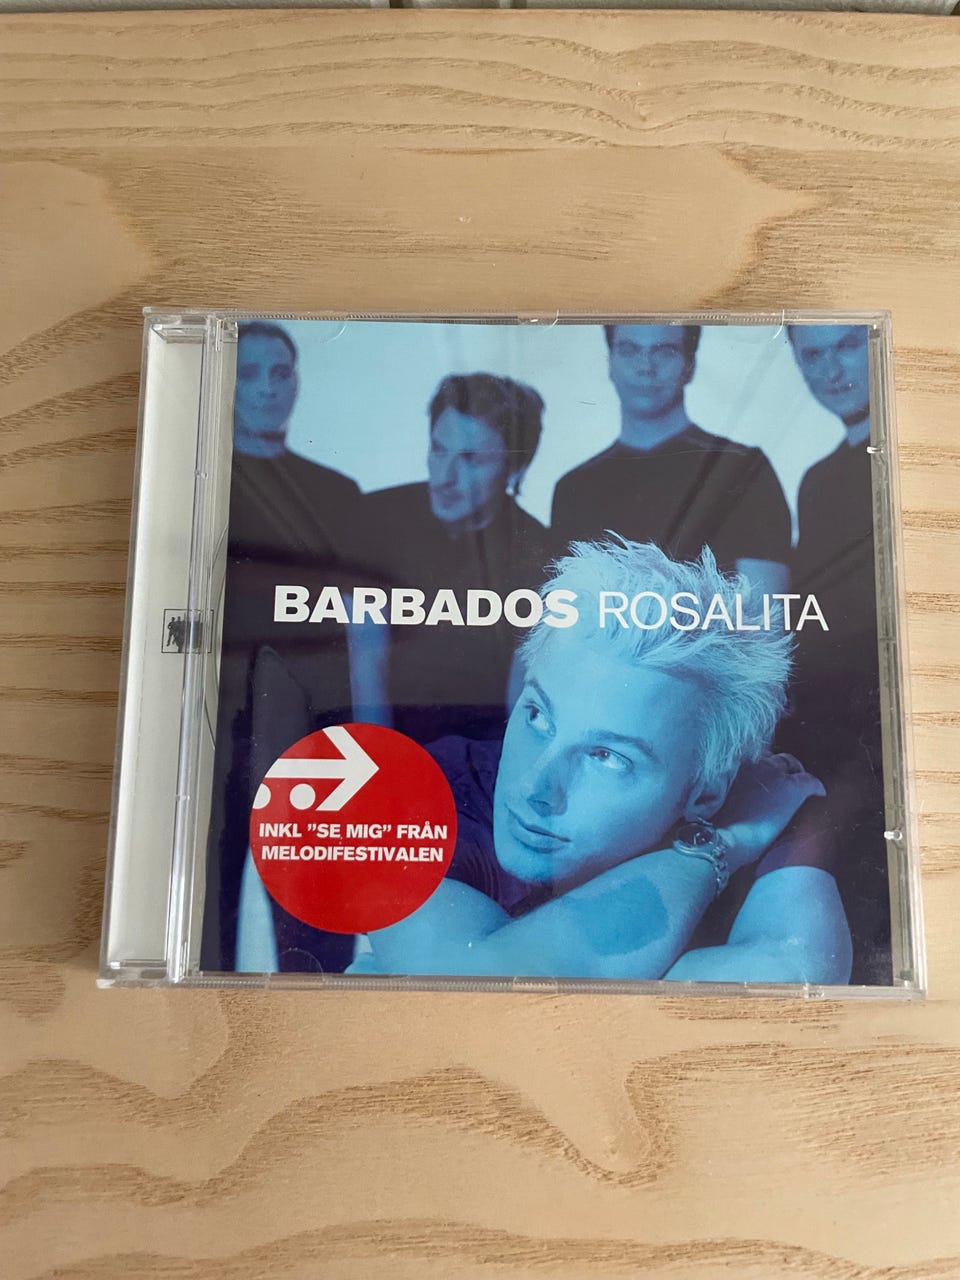 BARBADOS ROSALITA
INKL "SE MIG" FRÅN
MELODIFESTIVALEN